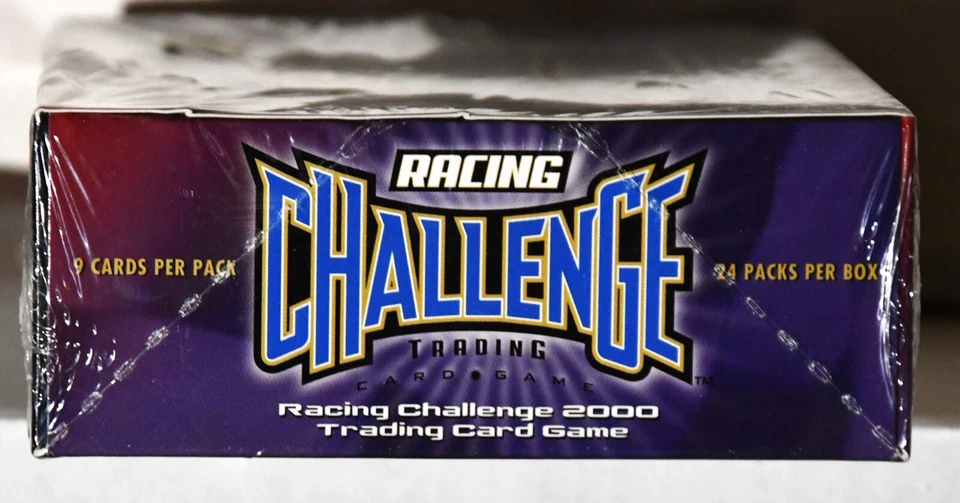 RACING
CHALLENGE
9 CARDS PER PACK
24 PACKS PER BOX
TRADING
CARD GAME
TM
Racing Challenge 2000
Trading Card Game